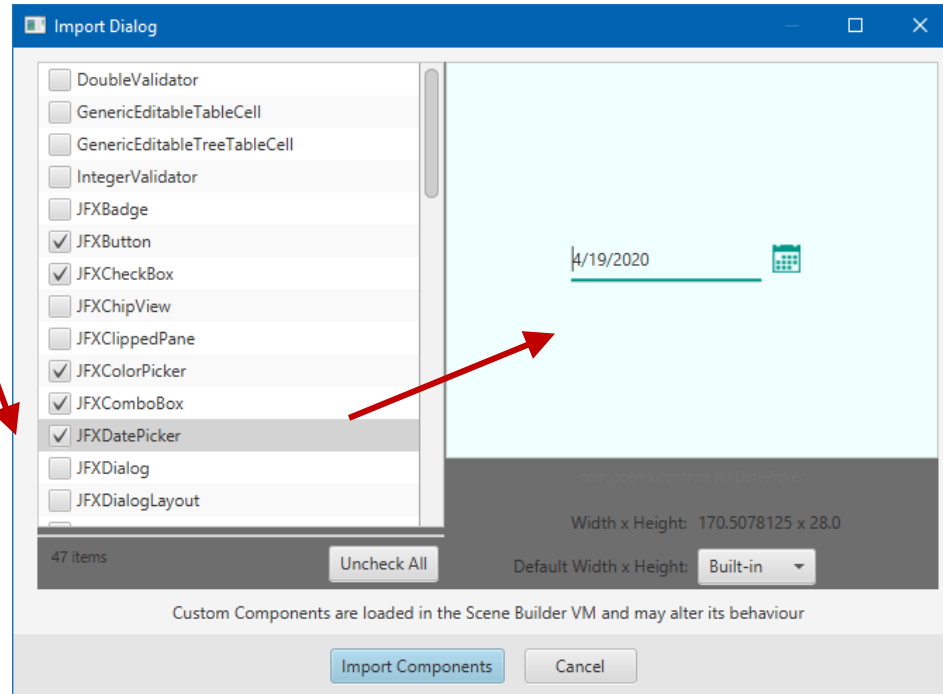 Import Dialog
DoubleValidator
GenericEditableTableCell
GenericEditableTreeTableCell
IntegerValidator
JFXBadge
JFXButton
JFXCheckBox
JFXChipView
JFXClippedPane
JFXColorPicker
JFXComboBox
JFXDatePicker
JFXDialog
JFXDialogLayout
47 items
Uncheck All
4/19/2020
Width x Height: 170.5078125 x 28.0
Default Width x Height: Built-in
Custom Components are loaded in the Scene Builder VM and may alter its behaviour
Import Components
Cancel